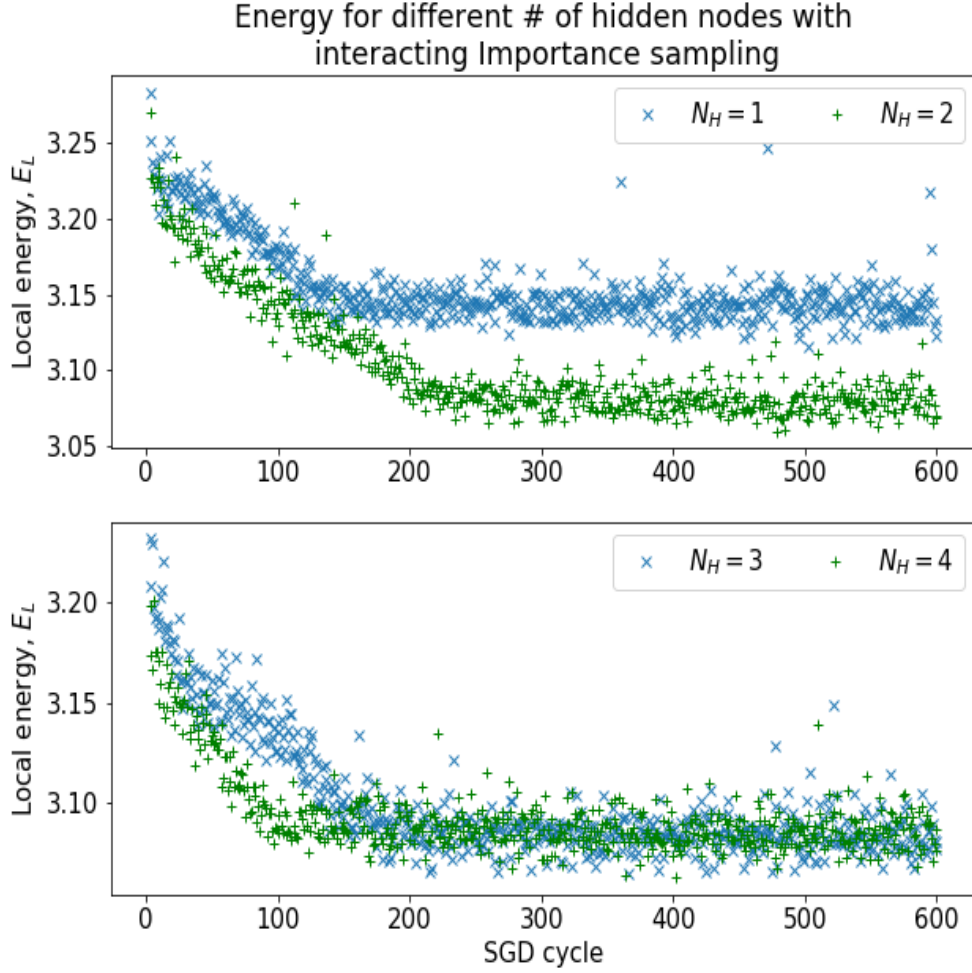 Energy for different # of hidden nodes with
interacting Importance sampling
N_H = 1 N_H = 2
Local energy, E_L
3.25
3.20
3.15
3.10
3.05
0 100 200 300 400 500 600
N_H = 3 N_H = 4
Local energy, E_L
3.20
3.15
3.10
0 100 200 300 400 500 600
SGD cycle